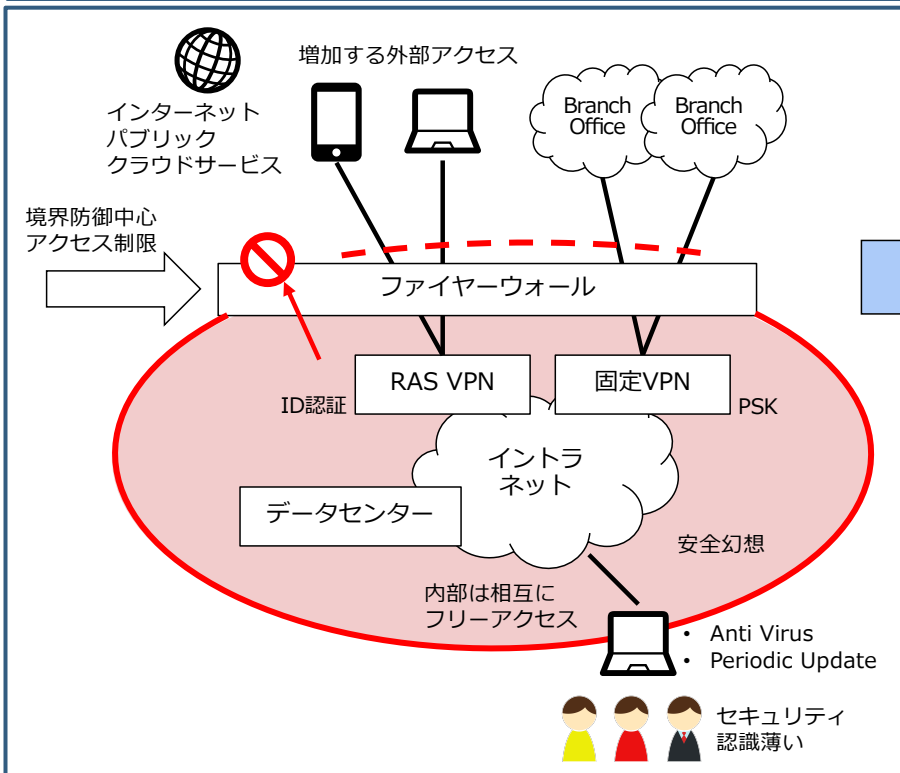 増加する外部アクセス
インターネット
パブリック
クラウドサービス
Branch
Office
Branch
Office
境界防御中心
アクセス制限
ファイヤーウォール
RAS VPN
固定VPN
ID認証
PSK
イントラ
ネット
データセンター
安全幻想
内部は相互に
フリーアクセス
• Anti Virus
• Periodic Update
セキュリティ
認識薄い